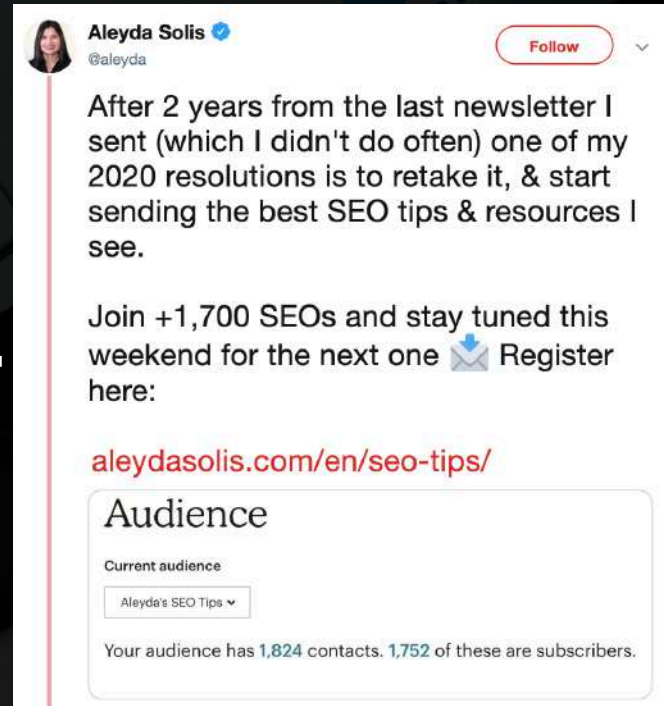 Aleyda Solis
@aleyda
Follow
After 2 years from the last newsletter I
sent (which I didn't do often) one of my
2020 resolutions is to retake it, & start
sending the best SEO tips & resources I
see.
Join +1,700 SEOs and stay tuned this
weekend for the next one 📩 Register
here:
aleydasolis.com/en/seo-tips/
Audience
Current audience
Aleyda's SEO Tips
Your audience has 1,824 contacts. 1,752 of these are subscribers.